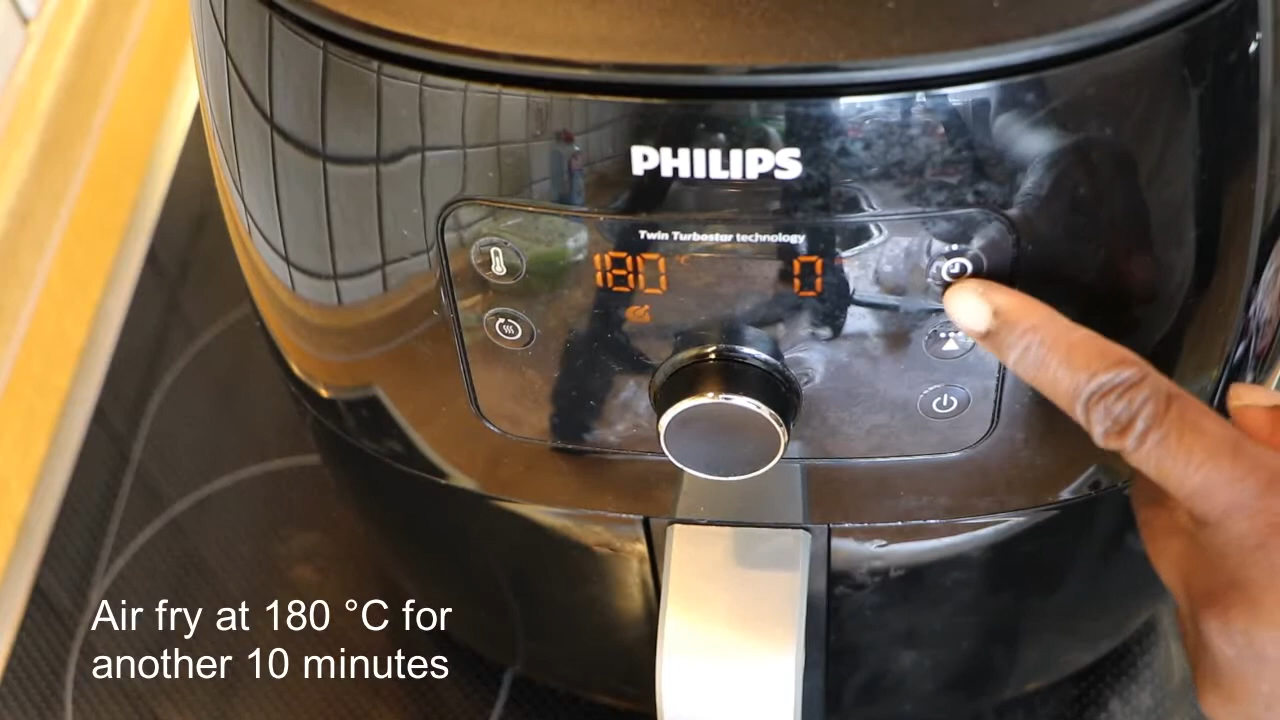 PHILIPS
Twin Turbostar technology
180 °C 0
Air fry at 180 °C for
another 10 minutes